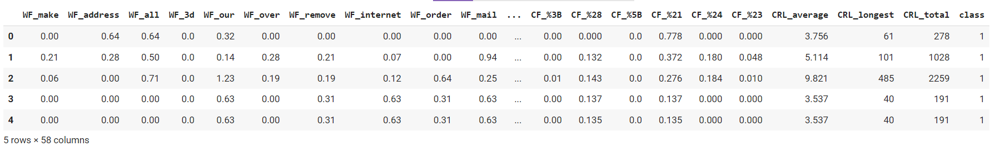 WF_make WF_address WF_all WF_3d WF_our WF_over WF_remove WF_internet WF_order WF_mail ... CF_%3B CF_%28 CF_%5B CF_%21 CF_%24 CF_%23 CRL_average CRL_longest CRL_total class
0 0.00 0.64 0.64 0.0 0.32 0.00 0.00 0.00 0.00 0.00 ... 0.00 0.000 0.0 0.778 0.000 0.000 3.756 61 278 1
1 0.21 0.28 0.50 0.0 0.14 0.28 0.21 0.07 0.00 0.94 ... 0.00 0.132 0.0 0.372 0.180 0.048 5.114 101 1028 1
2 0.06 0.00 0.71 0.0 1.23 0.19 0.19 0.12 0.64 0.25 ... 0.01 0.143 0.0 0.276 0.184 0.010 9.821 485 2259 1
3 0.00 0.00 0.00 0.0 0.63 0.00 0.31 0.63 0.31 0.63 ... 0.00 0.137 0.0 0.137 0.000 0.000 3.537 40 191 1
4 0.00 0.00 0.00 0.0 0.63 0.00 0.31 0.63 0.31 0.63 ... 0.00 0.135 0.0 0.135 0.000 0.000 3.537 40 191 1
5 rows × 58 columns